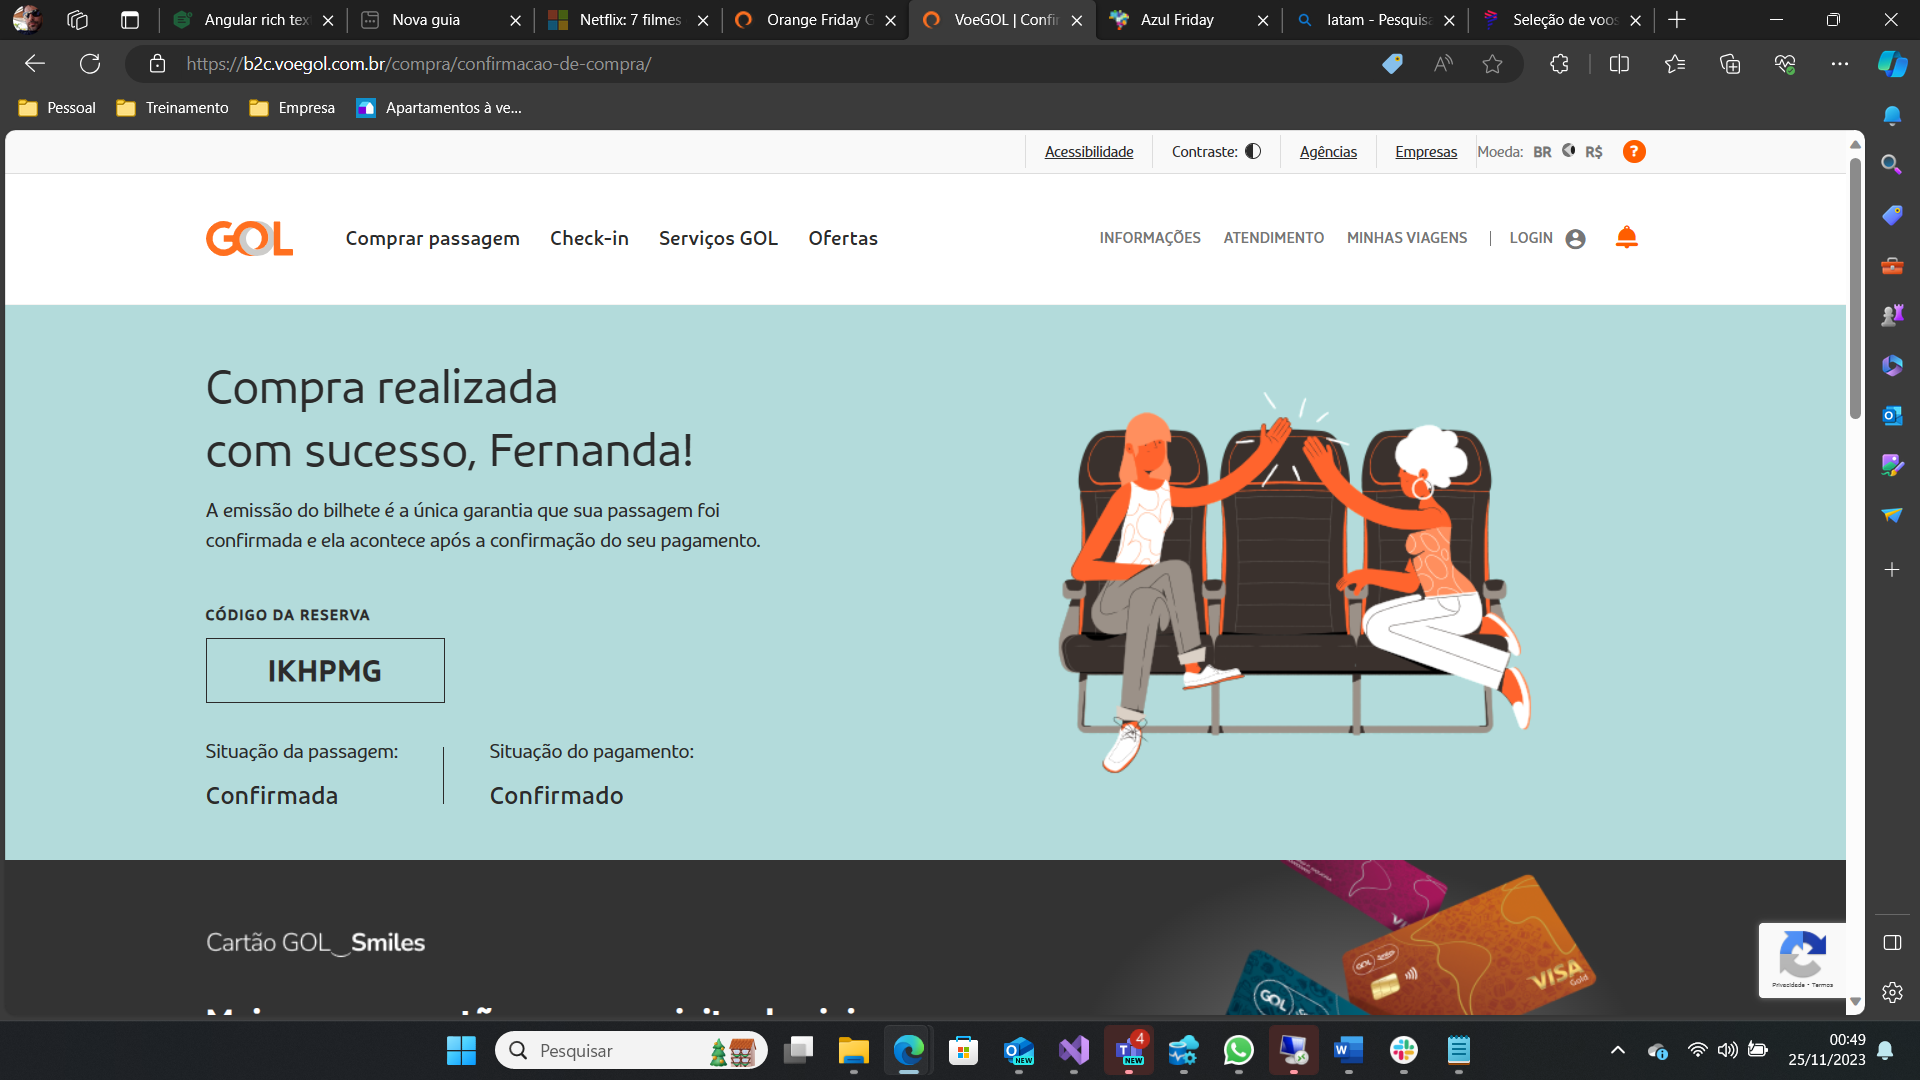 Angular rich tex
Nova guia
Netflix: 7 filmes
Orange Friday G
VoeGOL | Confir
Azul Friday
latam - Pesquisa
Seleção de voos
https://b2c.voegol.com.br/compra/confirmacao-de-compra/
Pessoal
Treinamento
Empresa
Apartamentos à ve...
Acessibilidade
Contraste:
Agências
Empresas
Moeda: BR R$ ?
GOL
Comprar passagem
Check-in
Serviços GOL
Ofertas
INFORMAÇÕES
ATENDIMENTO
MINHAS VIAGENS
LOGIN
Compra realizada
com sucesso, Fernanda!
A emissão do bilhete é a única garantia que sua passagem foi
confirmada e ela acontece após a confirmação do seu pagamento.
CÓDIGO DA RESERVA
IKHPMG
Situação da passagem:
Confirmada
Situação do pagamento:
Confirmado
Cartão GOL Smiles
GOL
VISA
Gold
GOL
Privacidade - Termos
Pesquisar
NEW
4
NEW
00:49
25/11/2023